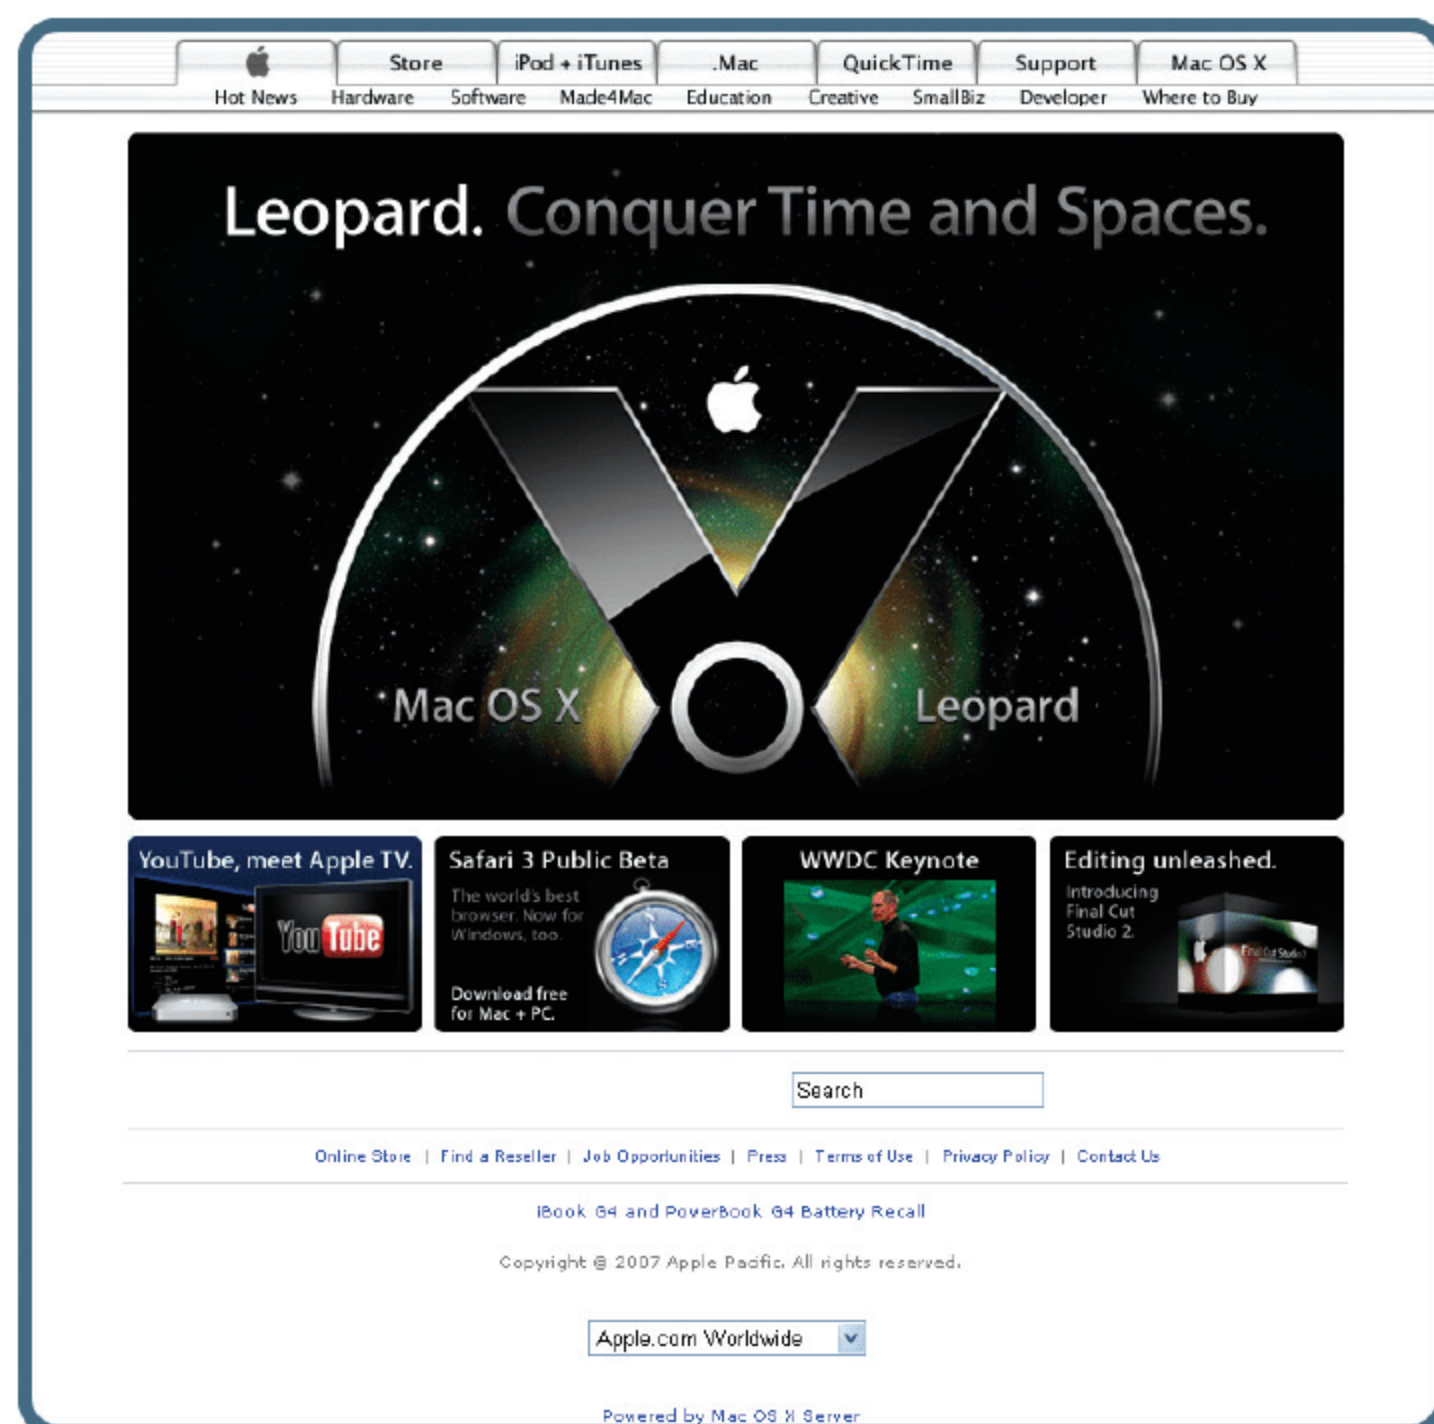 Store iPod + iTunes .Mac QuickTime Support Mac OS X
Hot News Hardware Software Made4Mac Education Creative SmallBiz Developer Where to Buy
Leopard. Conquer Time and Spaces.
Mac OS X Leopard
YouTube, meet Apple TV.
You Tube
Safari 3 Public Beta
The world's best
browser. Now for
Windows, too.
Download free
for Mac + PC.
WWDC Keynote
Editing unleashed.
Introducing
Final Cut
Studio 2.
Final Cut Studio 2
Search
Online Store | Find a Reseller | Job Opportunities | Press | Terms of Use | Privacy Policy | Contact Us
iBook G4 and PowerBook G4 Battery Recall
Copyright © 2007 Apple Pacific. All rights reserved.
Apple.com Worldwide
Powered by Mac OS X Server